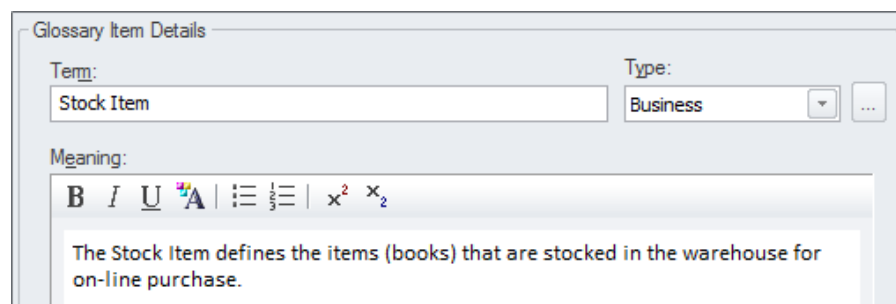 Glossary Item Details
Term: Type:
Stock Item Business ...
Meaning:
B I U A x² x₂
The Stock Item defines the items (books) that are stocked in the warehouse for
on-line purchase.